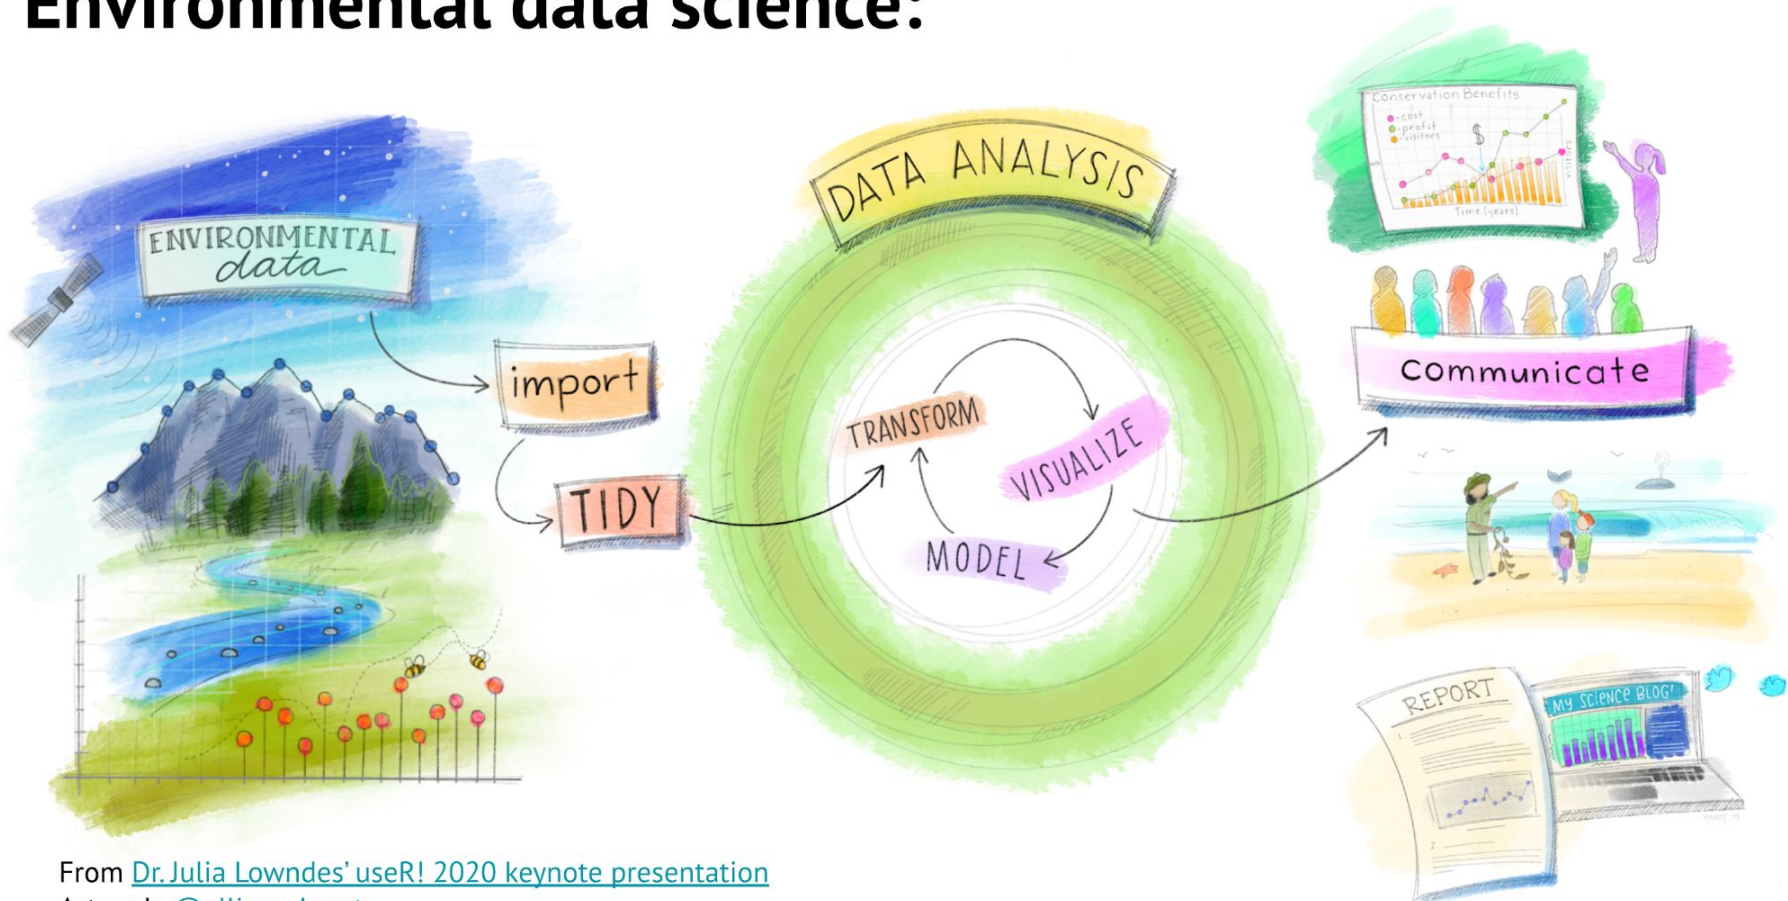 Environmental data science:
ENVIRONMENTAL
data
import
TIDY
DATA ANALYSIS
TRANSFORM
VISUALIZE
MODEL
Conservation Benefits
cost
profit
visitors
$
Time (years)
communicate
REPORT
MY SCIENCE BLOG!
From Dr. Julia Lowndes' useR! 2020 keynote presentation